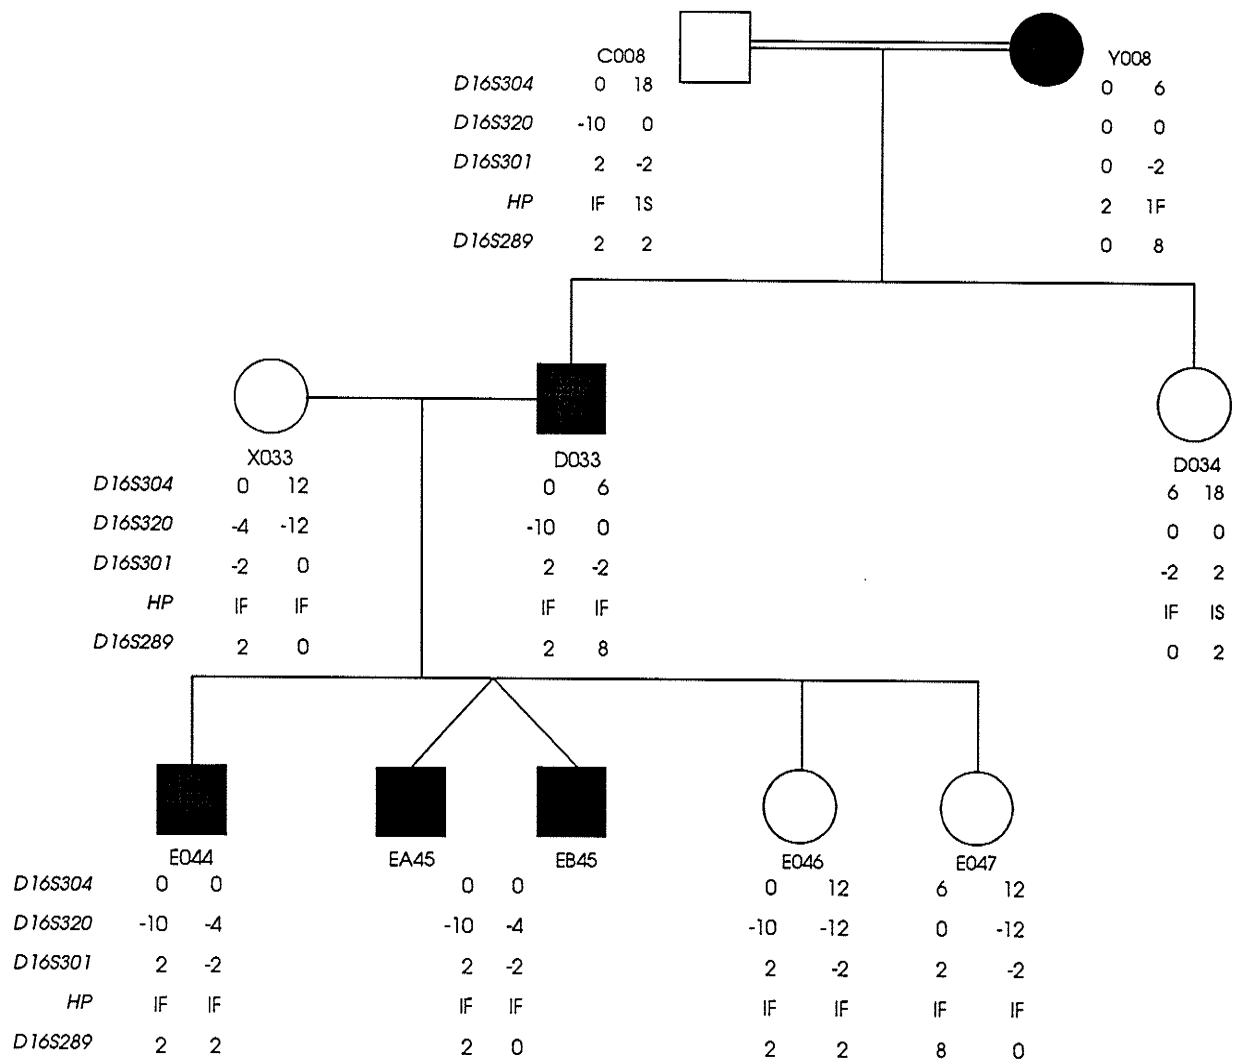 C008 Y008
D16S304 0 18 0 6
D16S320 -10 0 0 0
D16S301 2 -2 0 -2
HP IF 1S 2 1F
D16S289 2 2 0 8
X033 D033 D034
D16S304 0 12 0 6 6 18
D16S320 -4 -12 -10 0 0 0
D16S301 -2 0 2 -2 -2 2
HP IF IF IF IF IF IS
D16S289 2 0 2 8 0 2
E044 EA45 EB45 E046 E047
D16S304 0 0 0 0 0 12 6 12
D16S320 -10 -4 -10 -4 -10 -12 0 -12
D16S301 2 -2 2 -2 2 -2 2 -2
HP IF IF IF IF IF IF IF IF
D16S289 2 2 2 0 2 2 8 0